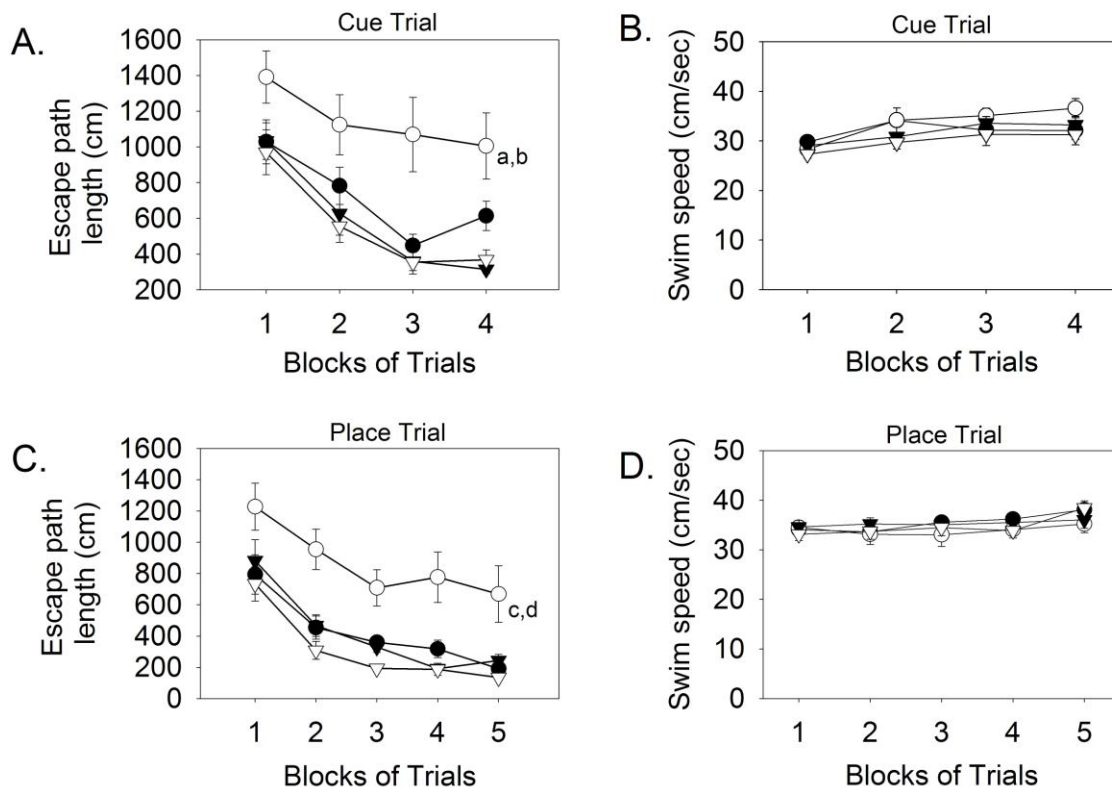 A.
Cue Trial
Escape path
length (cm)
1600
1400
1200
1000
800
600
400
200
a,b
1 2 3 4
Blocks of Trials
B.
Cue Trial
Swim speed (cm/sec)
50
40
30
20
10
0
1 2 3 4
Blocks of Trials
C.
Place Trial
Escape path
length (cm)
1600
1400
1200
1000
800
600
400
200
0
c,d
1 2 3 4 5
Blocks of Trials
D.
Place Trial
Swim speed (cm/sec)
50
40
30
20
10
0
1 2 3 4 5
Blocks of Trials